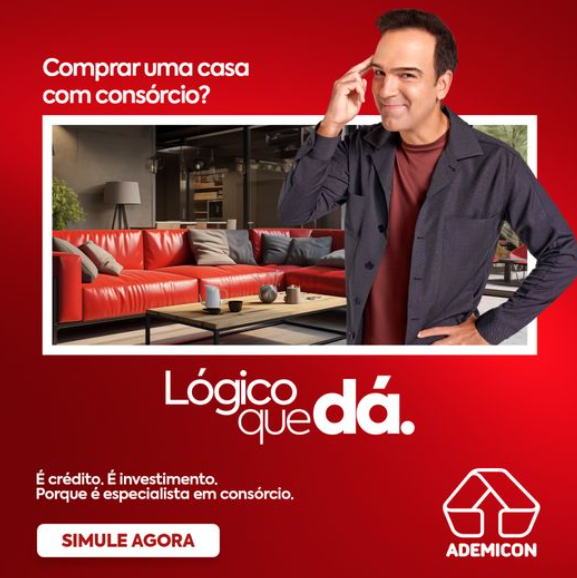 Comprar uma casa
com consórcio?
Lógico
que dá.
É crédito. É investimento.
Porque é especialista em consórcio.
SIMULE AGORA
ADEMICON